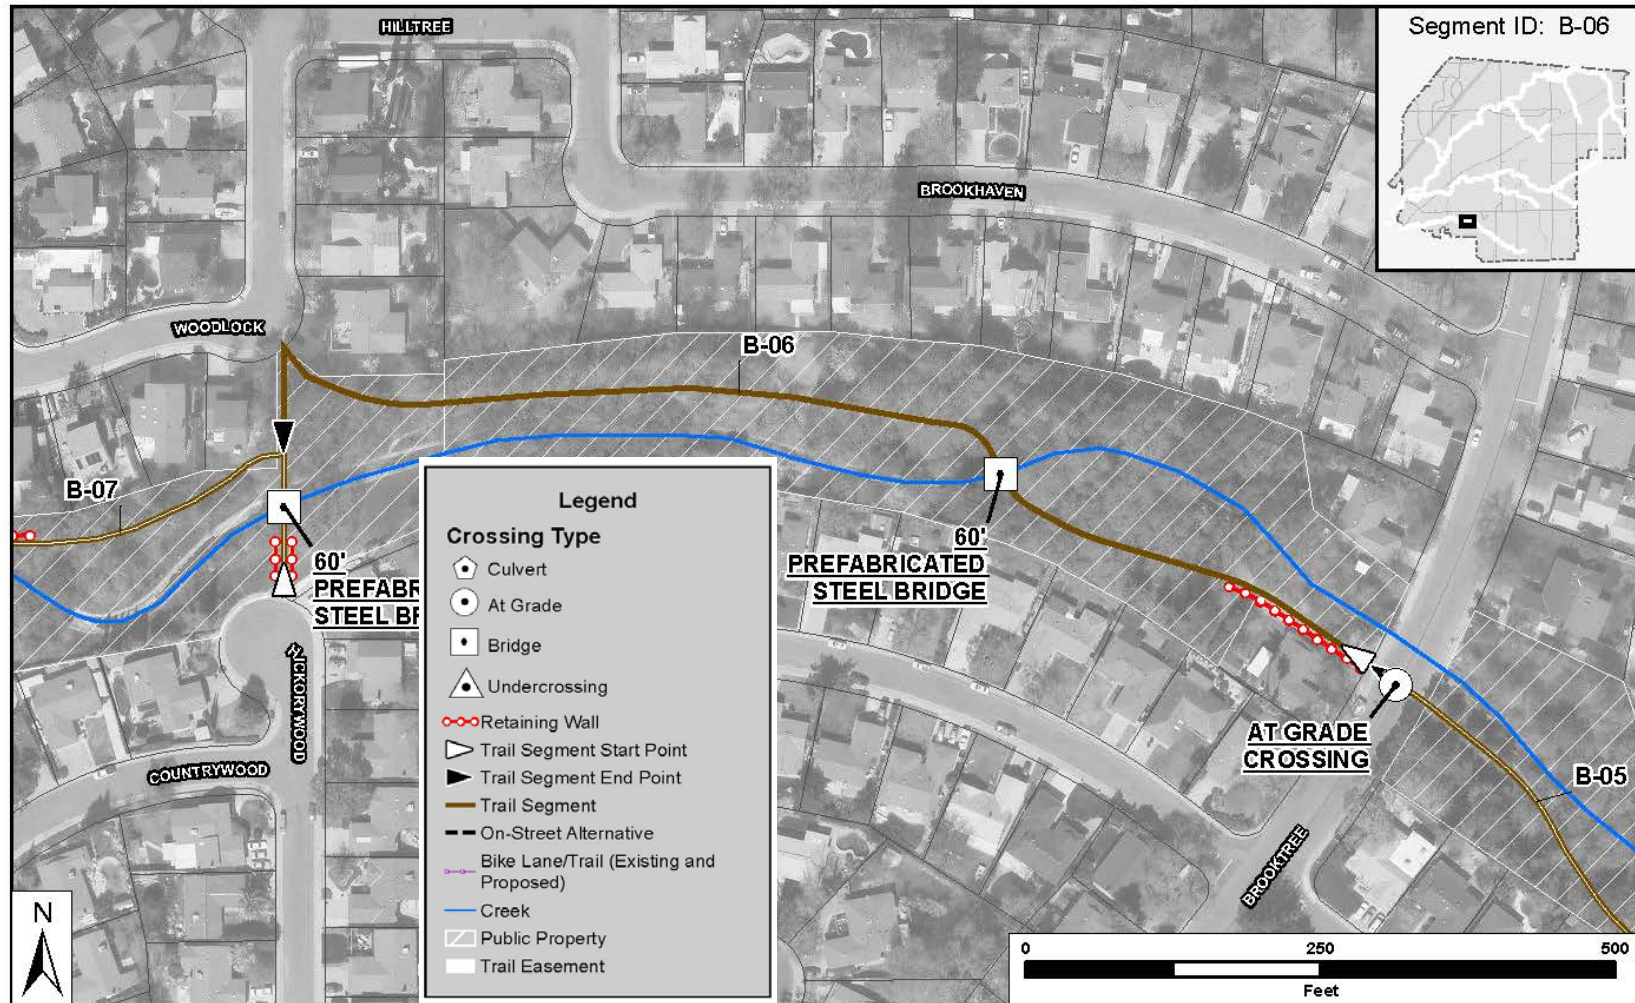 Segment ID: B-06
HILLTREE
BROOKHAVEN
WOODLOCK
B-06
B-07
60'
PREFABR
STEEL BR
60'
PREFABRICATED
STEEL BRIDGE
HICKORYWOOD
COUNTRYWOOD
AT GRADE
CROSSING
B-05
BROOKTREE
Legend
Crossing Type
Culvert
At Grade
Bridge
Undercrossing
Retaining Wall
Trail Segment Start Point
Trail Segment End Point
Trail Segment
On-Street Alternative
Bike Lane/Trail (Existing and
Proposed)
Creek
Public Property
Trail Easement
N
0 250 500
Feet